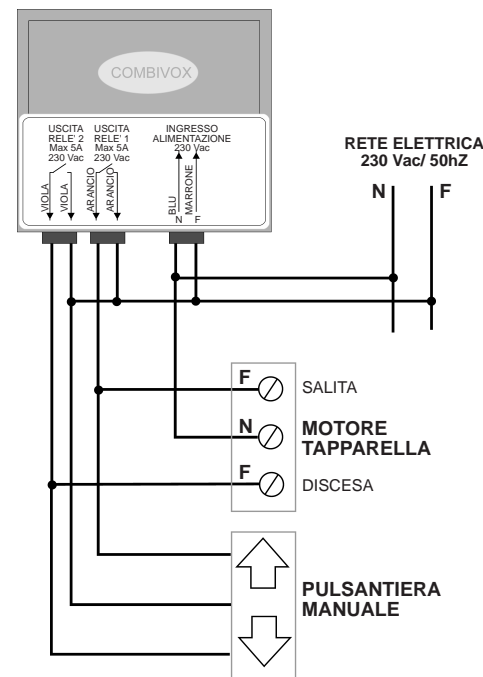 COMBIVOX
USCITA
RELE' 2
Max 5A
230 Vac
USCITA
RELE' 1
Max 5A
230 Vac
INGRESSO
ALIMENTAZIONE
230 Vac
VIOLA
VIOLA
ARANCIO
ARANCIO
BLU
MARRONE
N F
RETE ELETTRICA
230 Vac/ 50hZ
N F
F SALITA
N MOTORE
TAPPARELLA
F DISCESA
PULSANTIERA
MANUALE